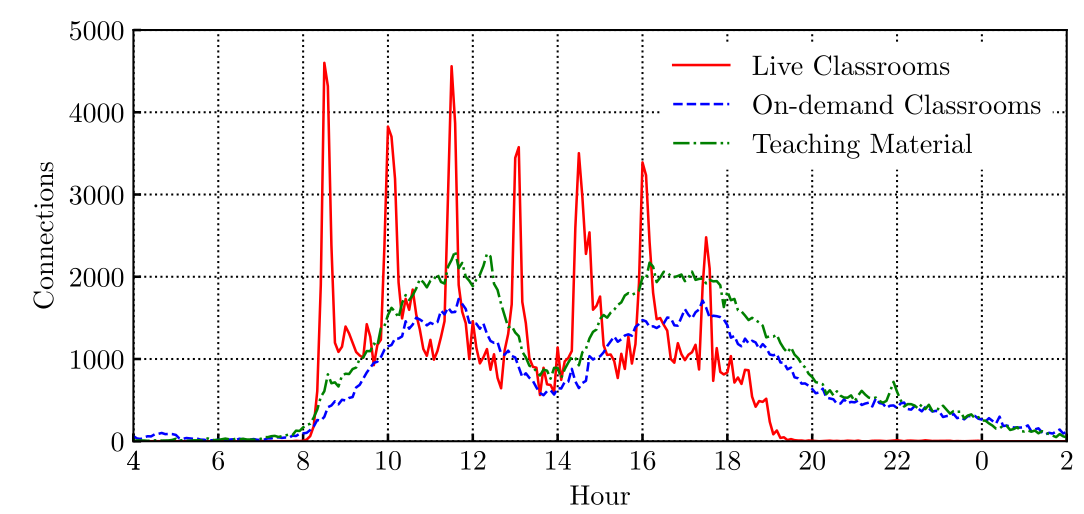 5000
4000
3000
2000
1000
0
Connections
Live Classrooms
On-demand Classrooms
Teaching Material
4 6 8 10 12 14 16 18 20 22 0 2
Hour